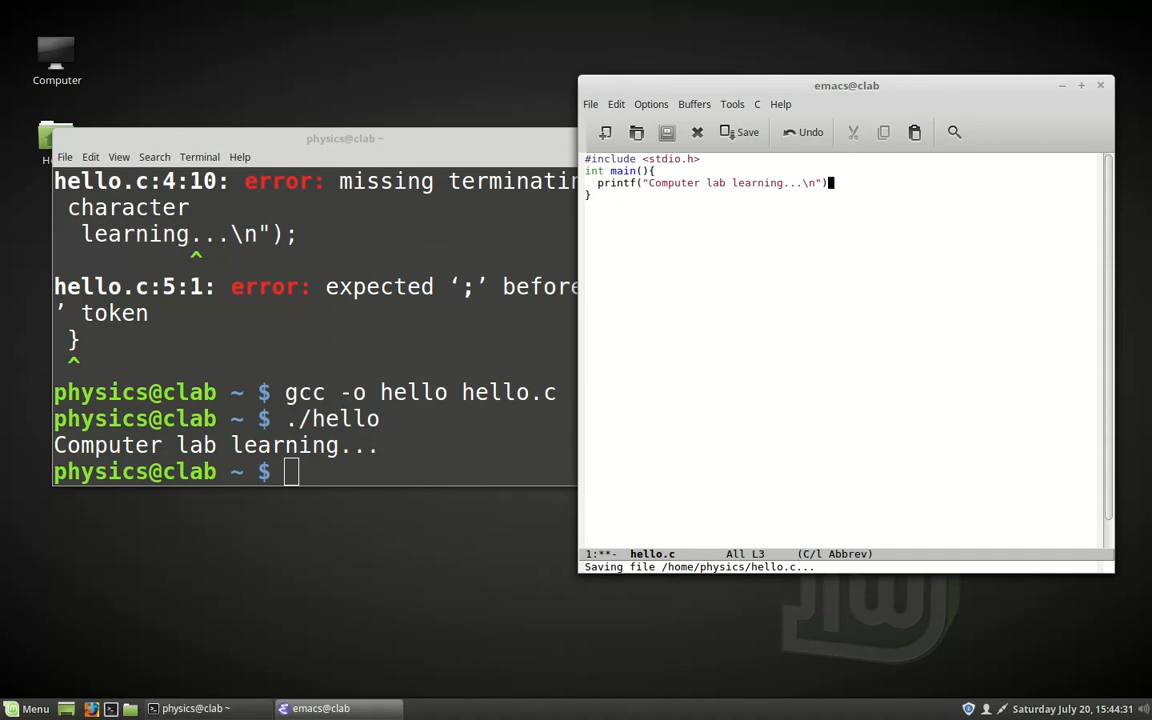 Computer
physics@clab ~
File Edit View Search Terminal Help
hello.c:4:10: error: missing terminatin
character
learning...\n");
^
hello.c:5:1: error: expected ‘;’ before
’ token
}
^
physics@clab ~ $ gcc -o hello hello.c
physics@clab ~ $ ./hello
Computer lab learning...
physics@clab ~ $
emacs@clab
File Edit Options Buffers Tools C Help
Save Undo
#include <stdio.h>
int main(){
printf("Computer lab learning...\n")
}
1:**- hello.c All L3 (C/l Abbrev)
Saving file /home/physics/hello.c...
Menu physics@clab ~ emacs@clab Saturday July 20, 15:44:31